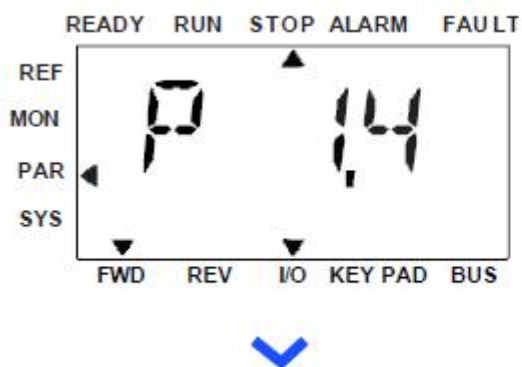 READY RUN STOP ALARM FAULT
REF
MON
PAR
SYS
P 1.4
FWD REV I/O KEY PAD BUS